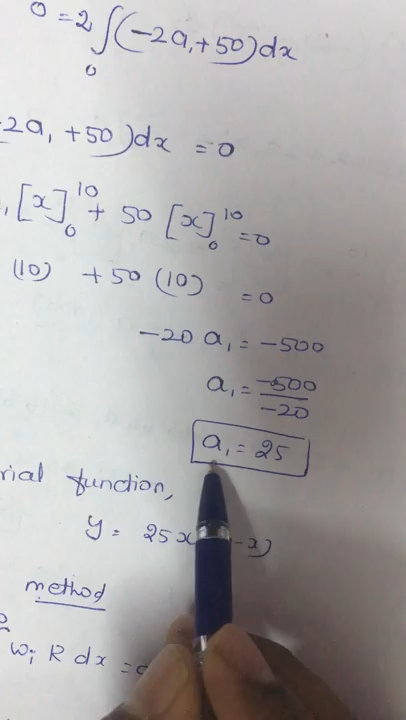 0 = 2 ∫₀ (-2a₁+50)dx
2a₁ + 50)dx = 0
[x]₀¹⁰ + 50 [x]₀¹⁰ = 0
(10) + 50 (10) = 0
-20 a₁ = -500
a₁ = -500/-20
a₁ = 25
rial function,
y = 25x -x)
method
Wi R dx =